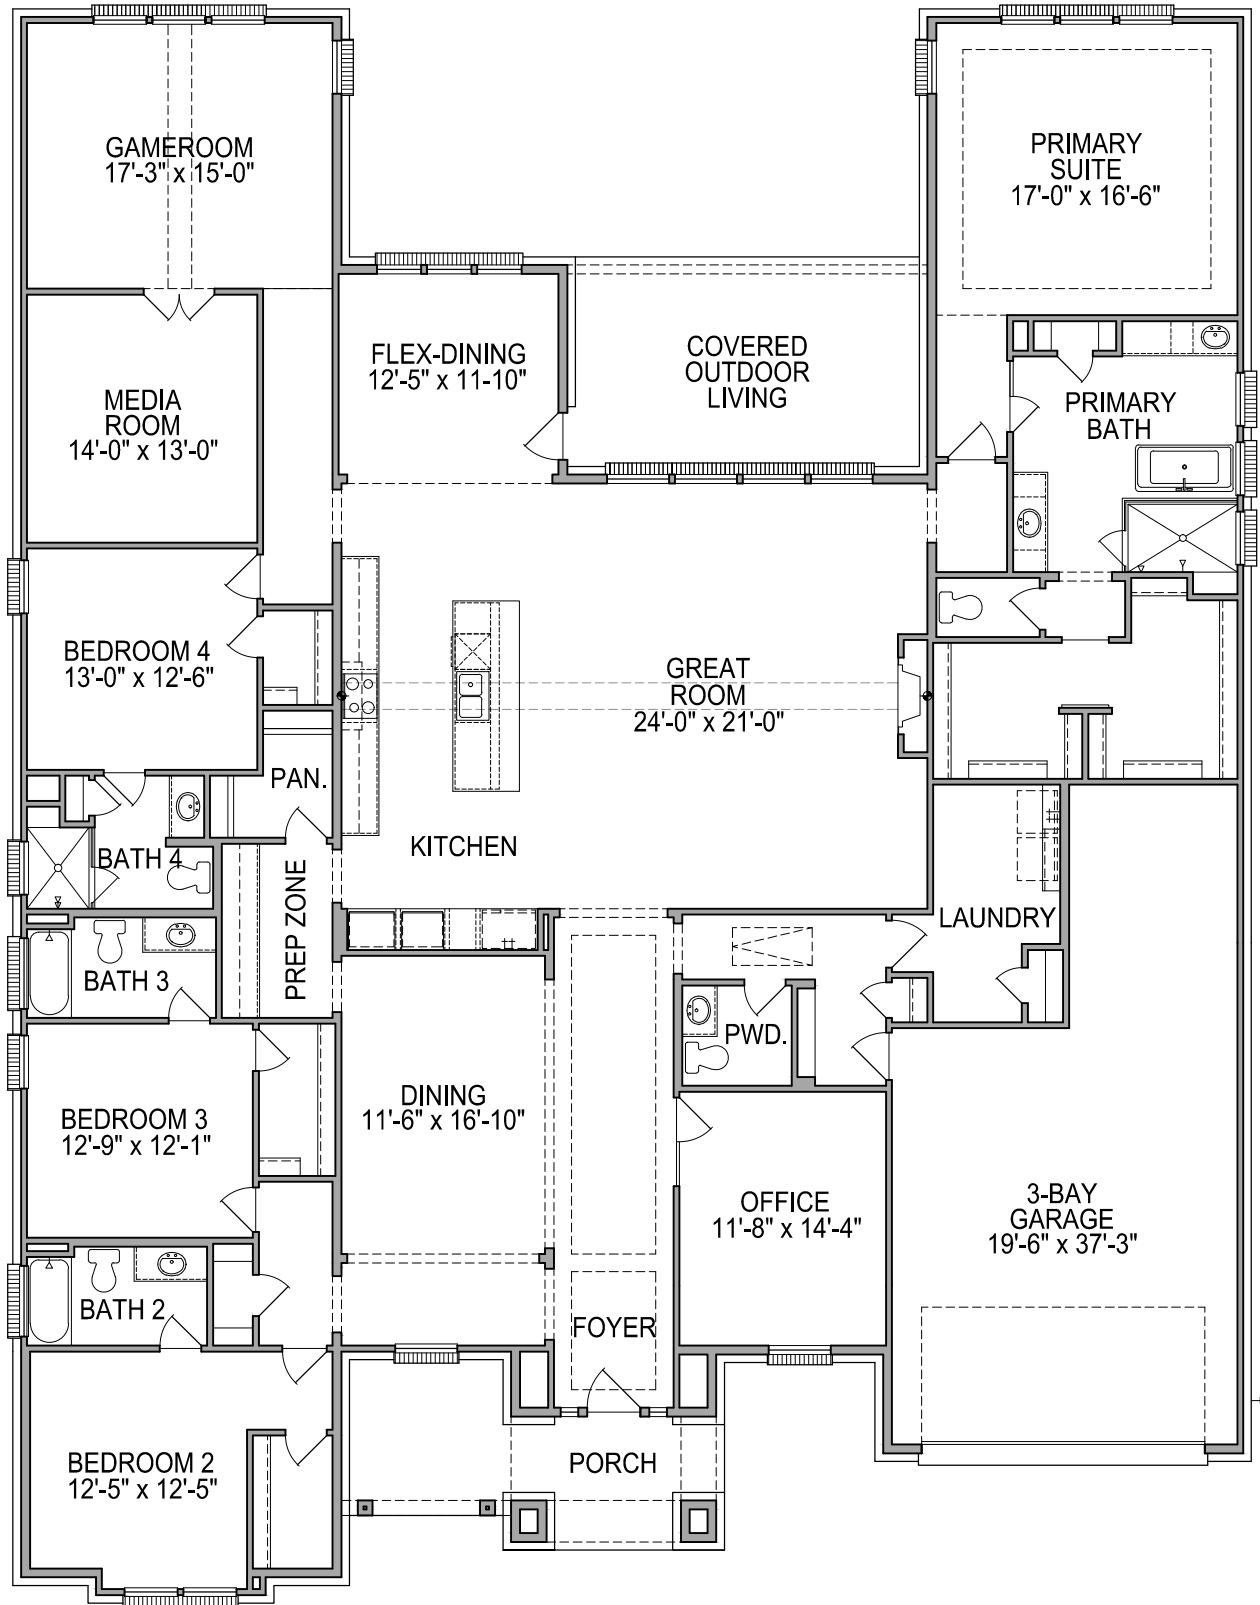 GAMEROOM
17'-3" x 15'-0"
PRIMARY
SUITE
17'-0" x 16'-6"
FLEX-DINING
12'-5" x 11-10"
COVERED
OUTDOOR
LIVING
MEDIA
ROOM
14'-0" x 13'-0"
PRIMARY
BATH
BEDROOM 4
13'-0" x 12'-6"
GREAT
ROOM
24'-0" x 21'-0"
PAN.
KITCHEN
BATH 4
PREP ZONE
LAUNDRY
BATH 3
PWD.
DINING
11'-6" x 16'-10"
BEDROOM 3
12'-9" x 12'-1"
OFFICE
11'-8" x 14'-4"
3-BAY
GARAGE
19'-6" x 37'-3"
BATH 2
FOYER
BEDROOM 2
12'-5" x 12'-5"
PORCH